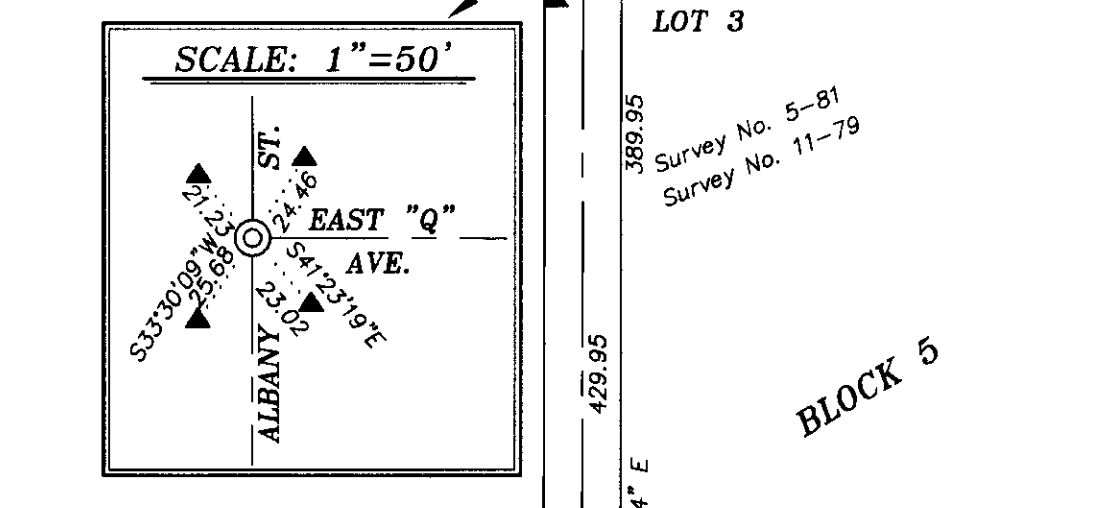 SCALE: 1"=50'
ST.
21.23
24.46
EAST "Q"
AVE.
S33°30'09"W
25.68
S41°23'19"E
23.02
ALBANY
LOT 3
389.95
Survey No. 5-81
Survey No. 11-79
429.95
BLOCK 5
4" E